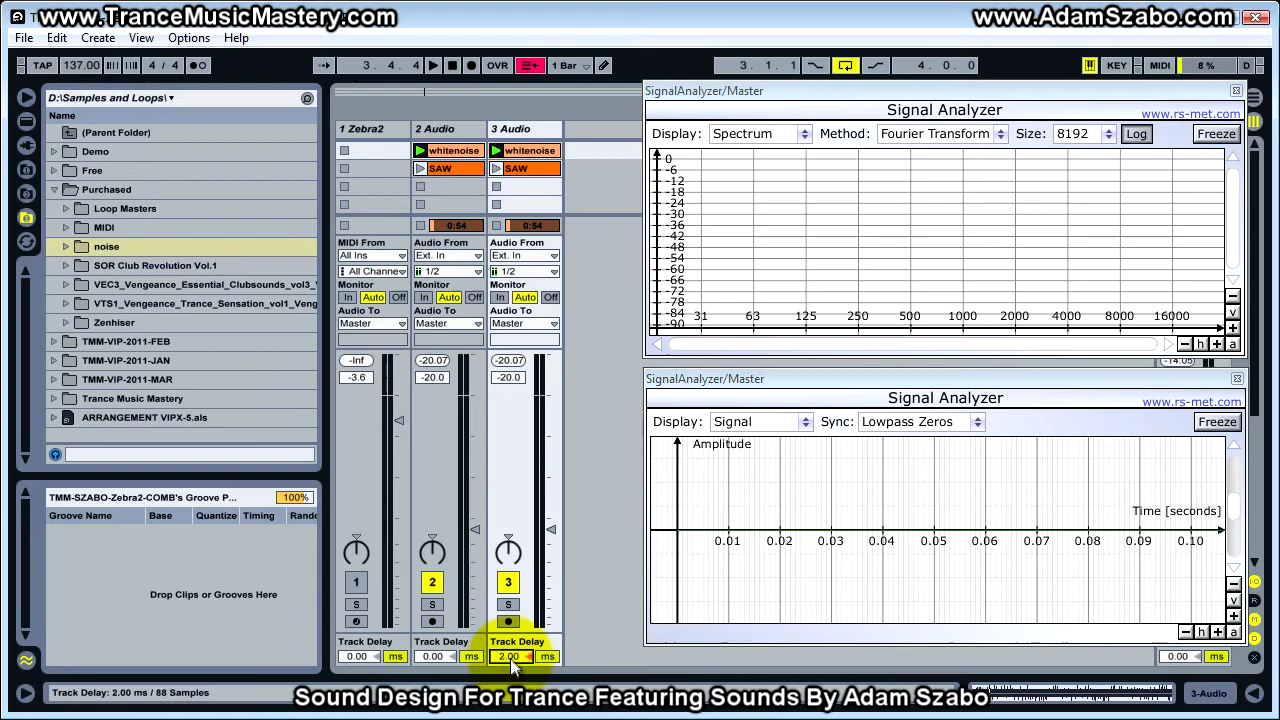 www.TranceMusicMastery.com
www.AdamSzabo.com
File Edit Create View Options Help
TAP 137.00 4 / 4 3 . 4 . 4 OVR 1 Bar 3 . 1 . 1 4 . 0 . 0 KEY MIDI 8 % D
D:\Samples and Loops\
Name
(Parent Folder)
Demo
Free
Purchased
Loop Masters
MIDI
noise
SOR Club Revolution Vol.1
VEC3_Vengeance_Essential_Clubsounds_vol3_
VTS1_Vengeance_Trance_Sensation_vol1_Veng
Zenhiser
TMM-VIP-2011-FEB
TMM-VIP-2011-JAN
TMM-VIP-2011-MAR
Trance Music Mastery
ARRANGEMENT VIPX-5.als
TMM-SZABO-Zebra2-COMB's Groove P... 100%
Groove Name Base Quantize Timing Rando
Drop Clips or Grooves Here
1 Zebra2 2 Audio 3 Audio
whitenoise whitenoise
SAW SAW
0:54 0:54
MIDI From Audio From Audio From
All Ins Ext. In Ext. In
All Channe 1/2 1/2
Monitor Monitor Monitor
In Auto Off In Auto Off In Auto Off
Audio To Audio To Audio To
Master Master Master
-Inf -20.07 -20.07
-3.6 -20.0 -20.0
1 2 3
S S S
Track Delay Track Delay Track Delay
0.00 ms 0.00 ms 2.00 ms
SignalAnalyzer/Master
Signal Analyzer
www.rs-met.com
Display: Spectrum Method: Fourier Transform Size: 8192 Log Freeze
0
-6
-12
-18
-24
-30
-36
-42
-48
-54
-60
-66
-72
-78
-84
-90
31 63 125 250 500 1000 2000 4000 8000 16000
v
h a
-14.05
SignalAnalyzer/Master
Signal Analyzer
www.rs-met.com
Display: Signal Sync: Lowpass Zeros Freeze
Amplitude
Time [seconds]
0.01 0.02 0.03 0.04 0.05 0.06 0.07 0.08 0.09 0.10
v
h a
0.00 ms
Track Delay: 2.00 ms / 88 Samples
3-Audio
Sound Design For Trance Featuring Sounds By Adam Szabo